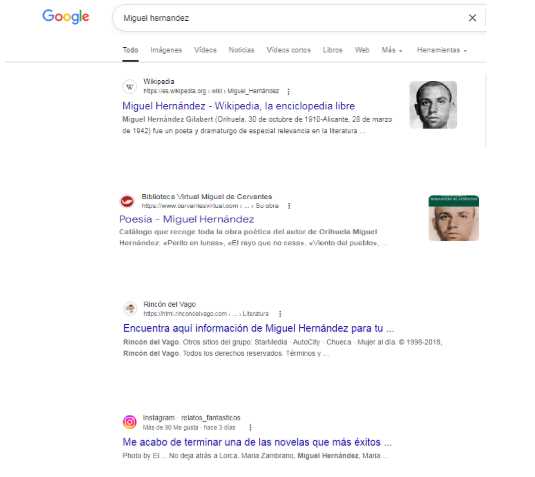 Google
Miguel hernandez
Todo Imágenes Vídeos Noticias Vídeos cortos Libros Web Más Herramientas
Wikipedia
https://es.wikipedia.org › wiki › Miguel_Hernández
Miguel Hernández - Wikipedia, la enciclopedia libre
Miguel Hernández Gilabert (Orihuela, 30 de octubre de 1910-Alicante, 28 de marzo
de 1942) fue un poeta y dramaturgo de especial relevancia en la literatura ...
Biblioteca Virtual Miguel de Cervantes
https://www.cervantesvirtual.com › ... › Su obra
Poesía - Miguel Hernández
Catálogo que recoge toda la obra poética del autor de Orihuela Miguel
Hernández: «Perito en lunas», «El rayo que no cesa», «Viento del pueblo», ...
Rincón del Vago
https://html.rincondelvago.com › ... › Literatura
Encuentra aquí información de Miguel Hernández para tu ...
Rincón del Vago. Otros sitios del grupo: StarMedia · AutoCity · Chueca · Mujer al día. © 1998-2018,
Rincón del Vago. Todos los derechos reservados. Términos y ...
Instagram · relatos_fantasticos
Más de 90 Me gusta · hace 3 días
Me acabo de terminar una de las novelas que más éxitos ...
Photo by El ... No deja atrás a Lorca, Maria Zambrano, Miguel Hernández, Maria ...